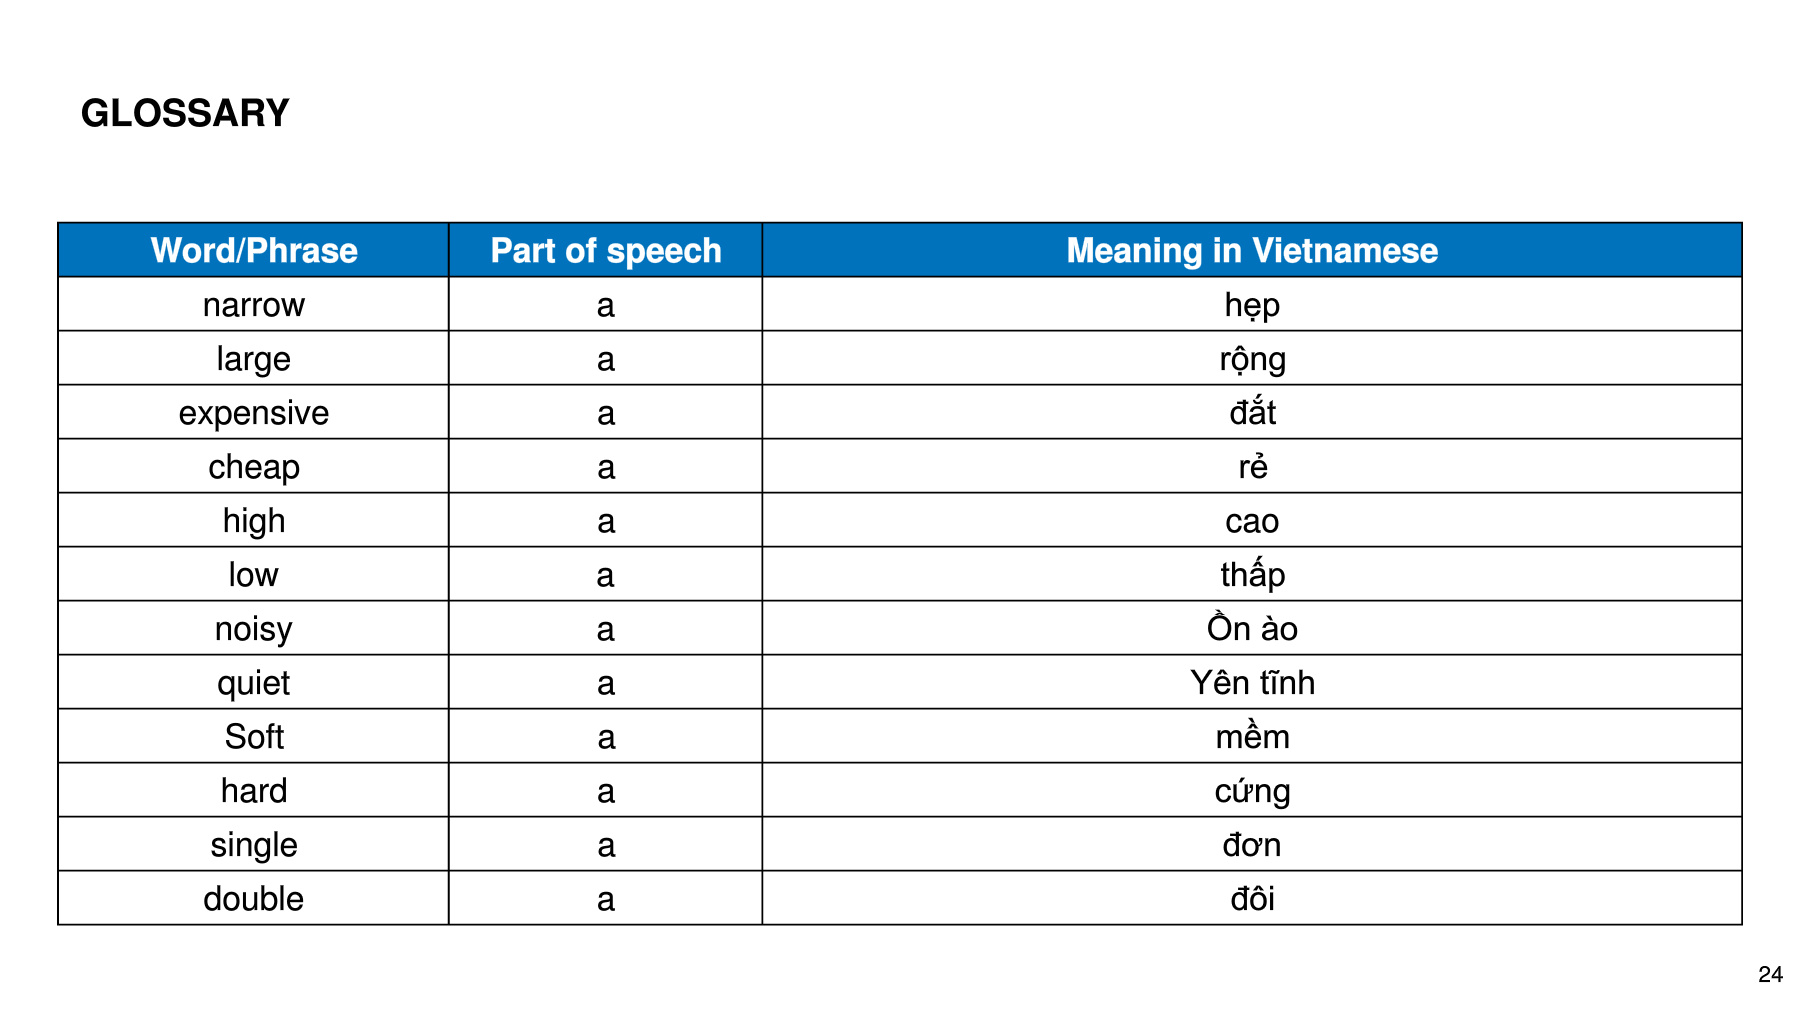 GLOSSARY
Word/Phrase Part of speech Meaning in Vietnamese
narrow a hẹp
large a rộng
expensive a đắt
cheap a rẻ
high a cao
low a thấp
noisy a Ồn ào
quiet a Yên tĩnh
Soft a mềm
hard a cứng
single a đơn
double a đôi
24